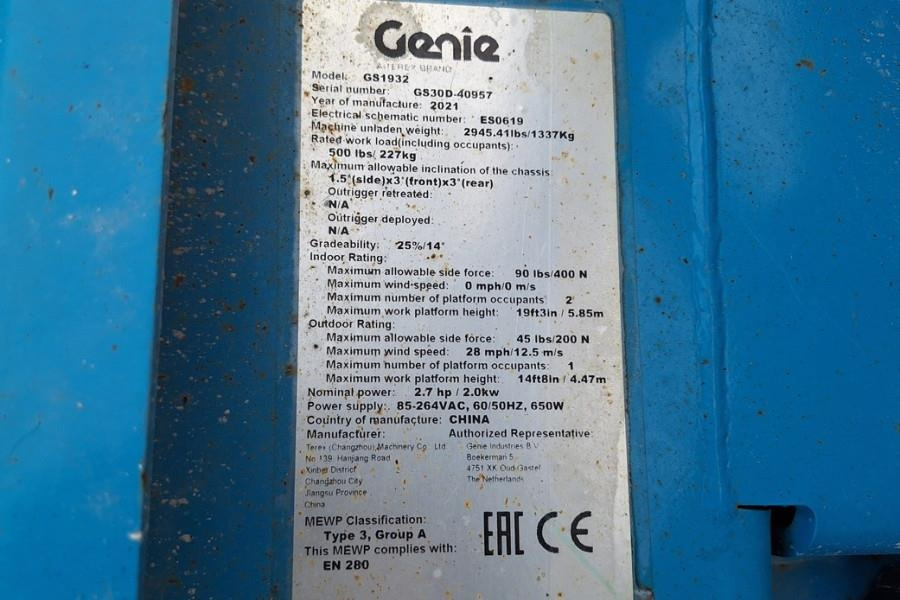 Genie
A TEREX BRAND
Model: GS1932
Serial number: GS30D-40957
Year of manufacture: 2021
Electrical schematic number: ES0619
Machine unladen weight: 2945.41lbs/1337Kg
Rated work load(including occupants):
500 lbs/ 227kg
Maximum allowable inclination of the chassis:
1.5°(side)x3°(front)x3°(rear)
Outrigger retreated:
N/A
Outrigger deployed:
N/A
Gradeability: 25%/14°
Indoor Rating:
Maximum allowable side force: 90 lbs/400 N
Maximum wind-speed: 0 mph/0 m/s
Maximum number of platform occupants: 2
Maximum work platform height: 19ft3in / 5.85m
Outdoor Rating:
Maximum allowable side force: 45 lbs/200 N
Maximum wind speed: 28 mph/12.5 m/s
Maximum number of platform occupants: 1
Maximum work platform height: 14ft8in / 4.47m
Nominal power: 2.7 hp / 2.0kw
Power supply: 85-264VAC, 60/50HZ, 650W
Country of manufacture: CHINA
Manufacturer: Authorized Representative:
Terex (Changzhou) Machinery Co. Ltd Genie Industries B.V
No 139 Hanjiang Road Boekerman 5
Xinbei District 4751 XK Oud Gastel
Changzhou City The Netherlands
Jiangsu Province
China
MEWP Classification:
Type 3, Group A
This MEWP complies with:
EN 280
EAC CE